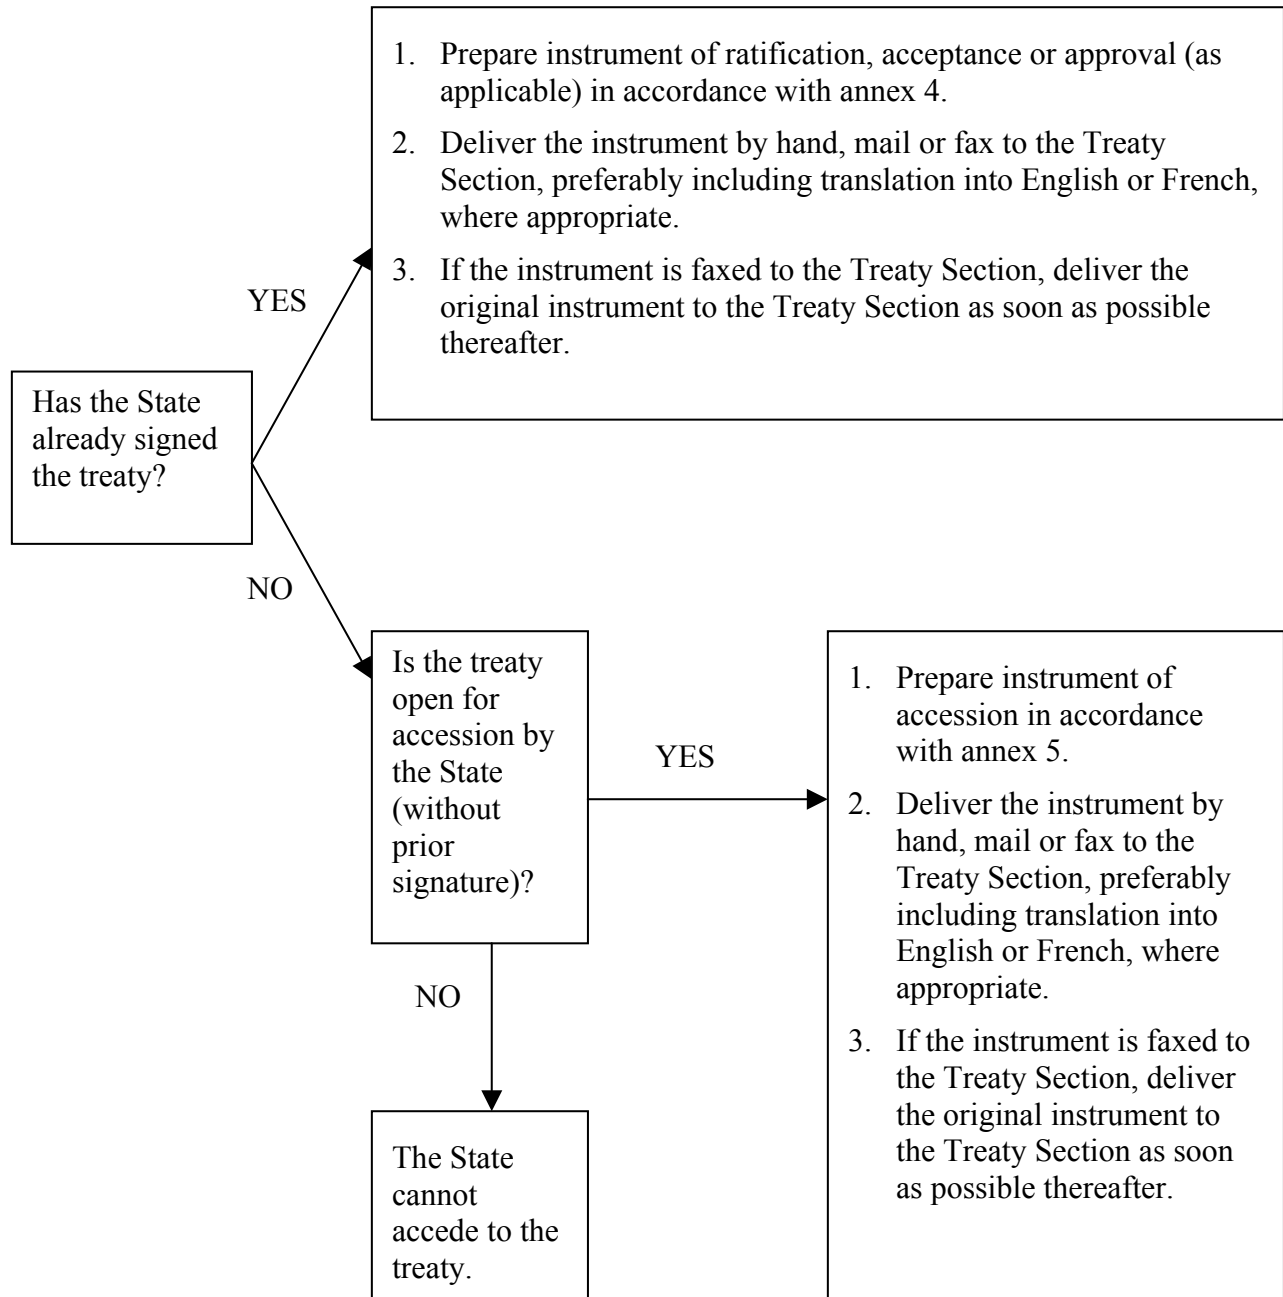 1. Prepare instrument of ratification, acceptance or approval (as
applicable) in accordance with annex 4.
2. Deliver the instrument by hand, mail or fax to the Treaty
Section, preferably including translation into English or French,
where appropriate.
3. If the instrument is faxed to the Treaty Section, deliver the
original instrument to the Treaty Section as soon as possible
thereafter.
YES
Has the State
already signed
the treaty?
NO
Is the treaty
open for
accession by
the State
(without
prior
signature)?
YES
1. Prepare instrument of
accession in accordance
with annex 5.
2. Deliver the instrument by
hand, mail or fax to the
Treaty Section, preferably
including translation into
English or French, where
appropriate.
3. If the instrument is faxed to
the Treaty Section, deliver
the original instrument to
the Treaty Section as soon
as possible thereafter.
NO
The State
cannot
accede to the
treaty.